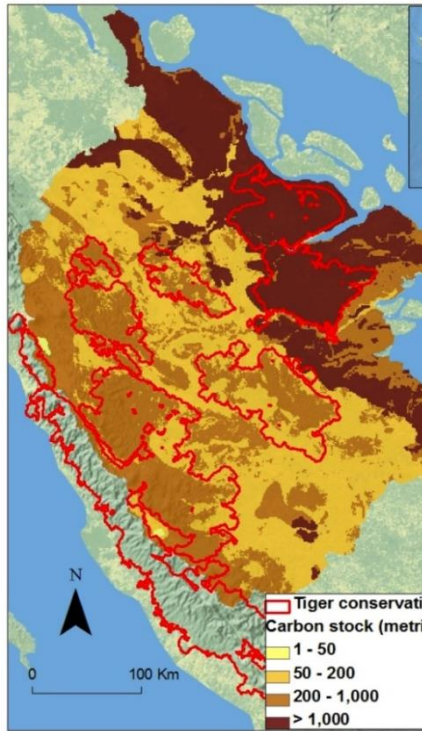 N
0 100 Km
Tiger conservati
Carbon stock (metri
1 - 50
50 - 200
200 - 1,000
> 1,000